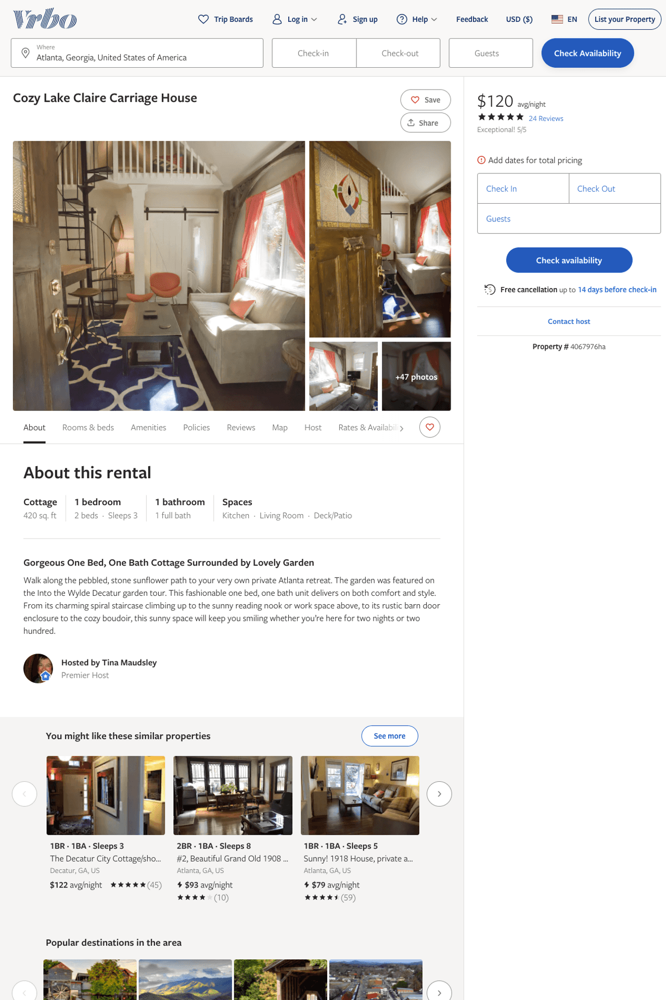 Vrbo
Trip Boards
Log in
Sign up
Help
Feedback
USD ($)
EN
List your Property
Where
Atlanta, Georgia, United States of America
Check-in
Check-out
Guests
Check Availability
Cozy Lake Claire Carriage House
Save
Share
+47 photos
$120 avg/night
24 Reviews
Exceptional! 5/5
Add dates for total pricing
Check In
Check Out
Guests
Check availability
Free cancellation up to 14 days before check-in
Contact host
Property # 4067976ha
About
Rooms & beds
Amenities
Policies
Reviews
Map
Host
Rates & Availabili
About this rental
Cottage
420 sq. ft
1 bedroom
2 beds · Sleeps 3
1 bathroom
1 full bath
Spaces
Kitchen · Living Room · Deck/Patio
Gorgeous One Bed, One Bath Cottage Surrounded by Lovely Garden
Walk along the pebbled, stone sunflower path to your very own private Atlanta retreat. The garden was featured on
the Into the Wylde Decatur garden tour. This fashionable one bed, one bath unit delivers on both comfort and style.
From its charming spiral staircase climbing up to the sunny reading nook or work space above, to its rustic barn door
enclosure to the cozy boudoir, this sunny space will keep you smiling whether you're here for two nights or two
hundred.
Hosted by Tina Maudsley
Premier Host
You might like these similar properties
See more
1BR · 1BA · Sleeps 3
The Decatur City Cottage/sho...
Decatur, GA, US
$122 avg/night
(45)
2BR · 1BA · Sleeps 8
#2, Beautiful Grand Old 1908 ...
Atlanta, GA, US
$93 avg/night
(10)
1BR · 1BA · Sleeps 5
Sunny! 1918 House, private a...
Atlanta, GA, US
$79 avg/night
(59)
Popular destinations in the area